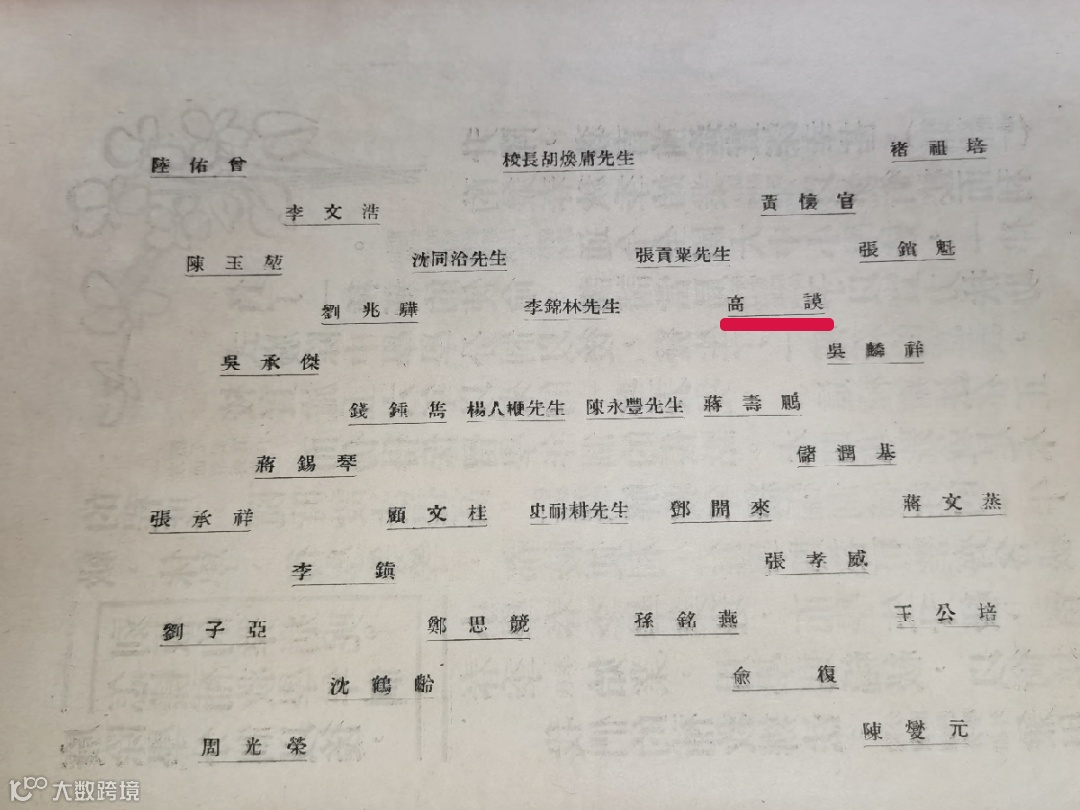 陸佑曾 校長胡煥庸先生 褚祖培
李文浩 黃懷官
陳玉堃 沈同洽先生 張貢粟先生 張鑌魁
劉兆驊 李錦林先生 高謨
吳承傑 吳麟祥
錢鍾雋 楊人楩先生 陳永豐先生 蔣壽鵬
蔣錫琴 儲潤基
張承祥 顧文桂 史耐耕先生 鄧開來 蔣文燕
李鎮 張孝威
劉子亞 鄭思競 孫銘燕 王公培
沈鶴齡 俞復
周光榮 陳燮元
大数跨境